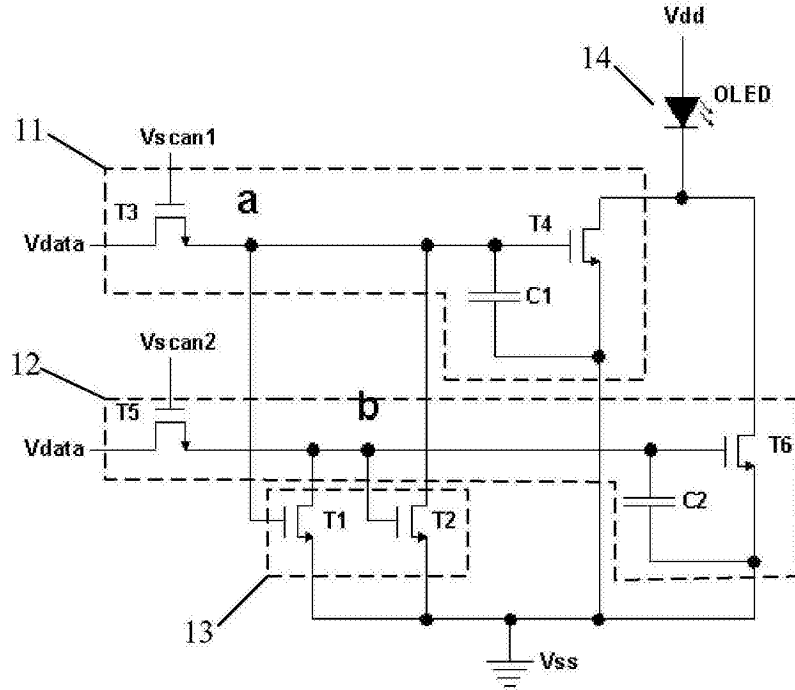 Vdd
14
OLED
11
Vscan1
a
T3
T4
Vdata
C1
Vscan2
12
b
T5
Vdata
T6
C2
T1
T2
13
Vss